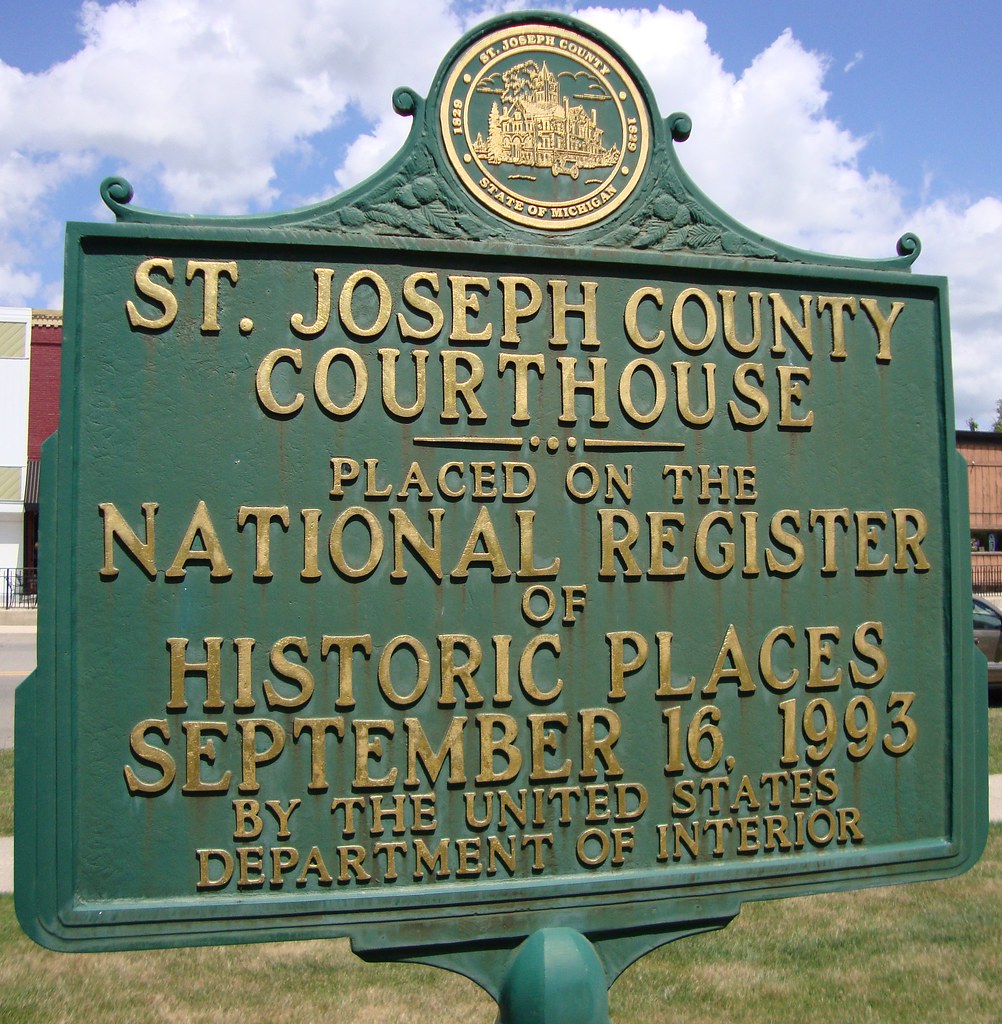 ST. JOSEPH COUNTY
1829
1829
STATE OF MICHIGAN
ST. JOSEPH COUNTY
COURTHOUSE
PLACED ON THE
NATIONAL REGISTER
OF
HISTORIC PLACES
SEPTEMBER 16, 1993
BY THE UNITED STATES
DEPARTMENT OF INTERIOR